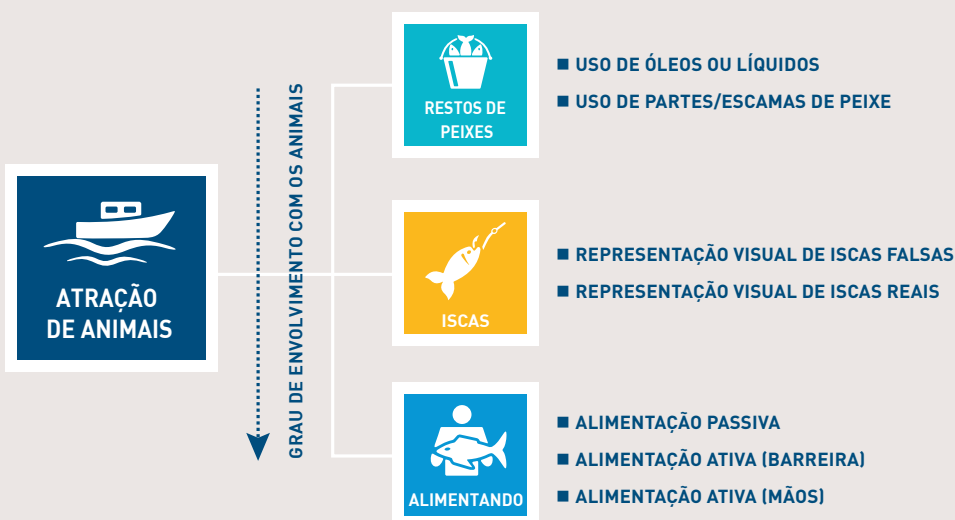 ATRAÇÃO
DE ANIMAIS
GRAU DE ENVOLVIMENTO COM OS ANIMAIS
RESTOS DE
PEIXES
■ USO DE ÓLEOS OU LÍQUIDOS
■ USO DE PARTES/ESCAMAS DE PEIXE
ISCAS
■ REPRESENTAÇÃO VISUAL DE ISCAS FALSAS
■ REPRESENTAÇÃO VISUAL DE ISCAS REAIS
ALIMENTANDO
■ ALIMENTAÇÃO PASSIVA
■ ALIMENTAÇÃO ATIVA (BARREIRA)
■ ALIMENTAÇÃO ATIVA (MÃOS)